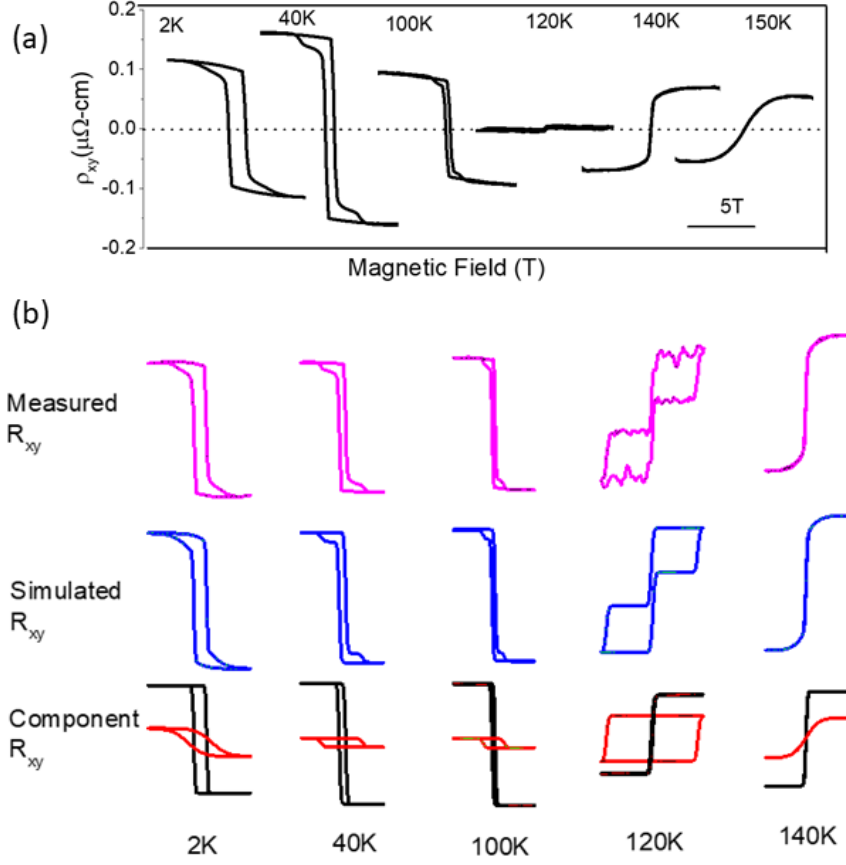 (a)
2K 40K 100K 120K 140K 150K
0.2
0.1
0.0
-0.1
-0.2
ρxy(μΩ-cm)
5T
Magnetic Field (T)
(b)
Measured
Rxy
Simulated
Rxy
Component
Rxy
2K 40K 100K 120K 140K